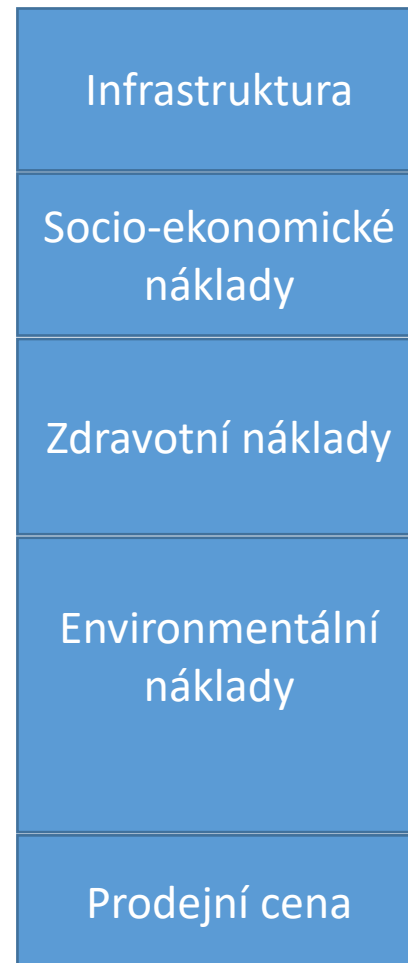 Infrastruktura
Socio-ekonomické
náklady
Zdravotní náklady
Environmentální
náklady
Prodejní cena